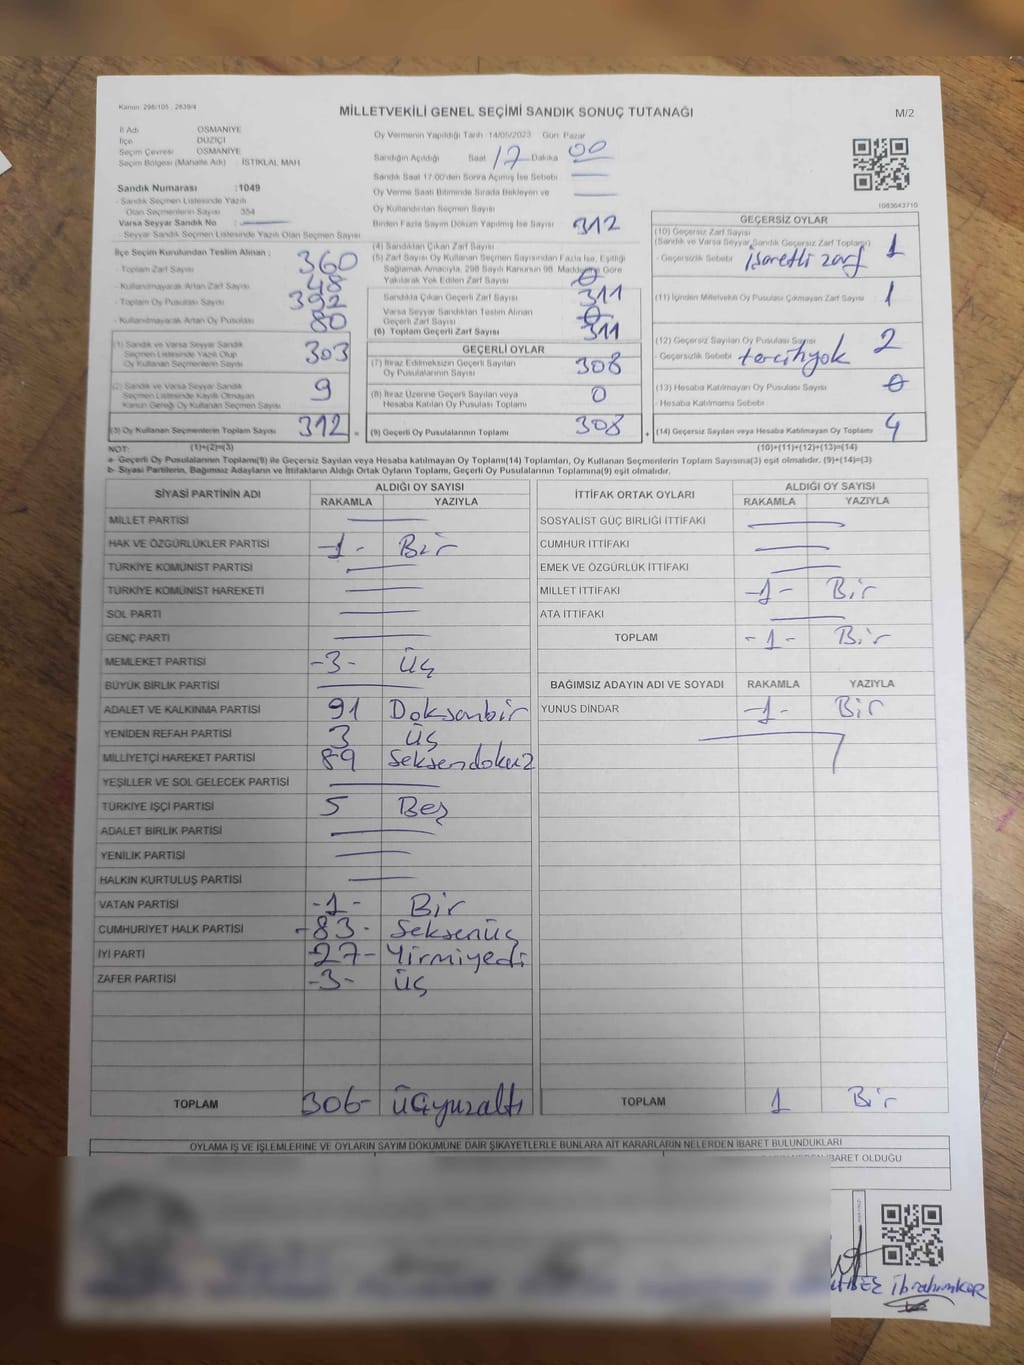 Kanun: 298/105 , 2839/4
MİLLETVEKİLİ GENEL SEÇİMİ SANDIK SONUÇ TUTANAĞI
M/2
İl Adı OSMANİYE
İlçe DÜZİÇİ
Seçim Çevresi OSMANİYE
Seçim Bölgesi (Mahalle Adı) İSTİKLAL MAH.
Sandık Numarası :1049
- Sandık Seçmen Listesinde Yazılı
Olan Seçmenlerin Sayısı 354
Varsa Seyyar Sandık No :
- Seyyar Sandık Seçmen Listesinde Yazılı Olan Seçmen Sayısı
Oy Vermenin Yapıldığı Tarih :14/05/2023 Gün Pazar
Sandığın Açıldığı Saat 17 Dakika 00
Sandık Saat 17.00'den Sonra Açılmış İse Sebebi
Oy Verme Saati Bitiminde Sırada Bekleyen ve
Oy Kullandırılan Seçmen Sayısı
Birden Fazla Sayım Döküm Yapılmış İse Sayısı
1083643710
İlçe Seçim Kurulundan Teslim Alınan ;
- Toplam Zarf Sayısı 360
- Kullanılmayarak Artan Zarf Sayısı 48
- Toplam Oy Pusulası Sayısı 392
- Kullanılmayarak Artan Oy Pusulası 80
(1) Sandık ve Varsa Seyyar Sandık
Seçmen Listesinde Yazılı Olup
Oy Kullanan Seçmenlerin Sayısı 303
(2) Sandık ve Varsa Seyyar Sandık
Seçmen Listesinde Kayıtlı Olmayan
Kanun Gereği Oy Kullanan Seçmen Sayısı 9
(3) Oy Kullanan Seçmenlerin Toplam Sayısı 312 =
(4) Sandıktan Çıkan Zarf Sayısı 312
(5) Zarf Sayısı Oy Kullanan Seçmen Sayısından Fazla İse, Eşitliği
Sağlamak Amacıyla, 298 Sayılı Kanunun 98. Maddesine Göre
Yakılarak Yok Edilen Zarf Sayısı 0
Sandıkta Çıkan Geçerli Zarf Sayısı 311
Varsa Seyyar Sandıktan Teslim Alınan
Geçerli Zarf Sayısı 0
(6) Toplam Geçerli Zarf Sayısı 311
GEÇERLİ OYLAR
(7) İtiraz Edilmeksizin Geçerli Sayılan
Oy Pusulalarının Sayısı 308
(8) İtiraz Üzerine Geçerli Sayılan veya
Hesaba Katılan Oy Pusulası Toplamı 0
(9) Geçerli Oy Pusulalarının Toplamı 308 +
GEÇERSİZ OYLAR
(10) Geçersiz Zarf Sayısı
(Sandık ve Varsa Seyyar Sandık Geçersiz Zarf Toplamı) 1
- Geçersizlik Sebebi işaretli zarf
(11) İçinden Milletvekili Oy Pusulası Çıkmayan Zarf Sayısı 1
(12) Geçersiz Sayılan Oy Pusulası Sayısı 2
- Geçersizlik Sebebi tercih yok
(13) Hesaba Katılmayan Oy Pusulası Sayısı 0
- Hesaba Katılmama Sebebi
(14) Geçersiz Sayılan veya Hesaba Katılmayan Oy Toplamı 4
NOT: (1)+(2)=(3) (10)+(11)+(12)+(13)=(14)
a- Geçerli Oy Pusulaları Toplamı(9) ile Geçersiz Sayılan veya Hesaba Katılmayan Oy Toplamı(14) Toplamları, Oy Kullanan Seçmenlerin Toplam Sayısına(3) eşit olmalıdır. (9)+(14)=(3)
b- Siyasi Partilerin, Bağımsız Adayların ve İttifakların Aldığı Ortak Oyların Toplamı, Geçerli Oy Pusulalarının Toplamına(9) eşit olmalıdır.
SİYASİ PARTİNİN ADI ALDIĞI OY SAYISI
RAKAMLA YAZIYLA
MİLLET PARTİSİ
HAK VE ÖZGÜRLÜKLER PARTİSİ -1- Bir
TÜRKİYE KOMÜNİST PARTİSİ
TÜRKİYE KOMÜNİST HAREKETİ
SOL PARTİ
GENÇ PARTİ
MEMLEKET PARTİSİ -3- Üç
BÜYÜK BİRLİK PARTİSİ
ADALET VE KALKINMA PARTİSİ 91 Doksanbir
YENİDEN REFAH PARTİSİ 3 üç
MİLLİYETÇİ HAREKET PARTİSİ 89 Seksendokuz
YEŞİLLER VE SOL GELECEK PARTİSİ
TÜRKİYE İŞÇİ PARTİSİ 5 Beş
ADALET BİRLİK PARTİSİ
YENİLİK PARTİSİ
HALKIN KURTULUŞ PARTİSİ
VATAN PARTİSİ -1- Bir
CUMHURİYET HALK PARTİSİ -83- Seksenüç
İYİ PARTİ -27- Yirmiyedi
ZAFER PARTİSİ -3- üç
TOPLAM 306- üçyüzaltı
İTTİFAK ORTAK OYLARI ALDIĞI OY SAYISI
RAKAMLA YAZIYLA
SOSYALİST GÜÇ BİRLİĞİ İTTİFAKI
CUMHUR İTTİFAKI
EMEK VE ÖZGÜRLÜK İTTİFAKI
MİLLET İTTİFAKI -1- Bir
ATA İTTİFAKI
TOPLAM -1- Bir
BAĞIMSIZ ADAYIN ADI VE SOYADI RAKAMLA YAZIYLA
YUNUS DİNDAR -1- Bir
TOPLAM 1 Bir
OYLAMA İŞ VE İŞLEMLERİNE VE OYLARIN SAYIM DÖKÜMÜNE DAİR ŞİKAYETLERLE BUNLARA AİT KARARLARIN NELERDEN İBARET BULUNDUKLARI
İBARET OLDUĞU
İbrahim KOR